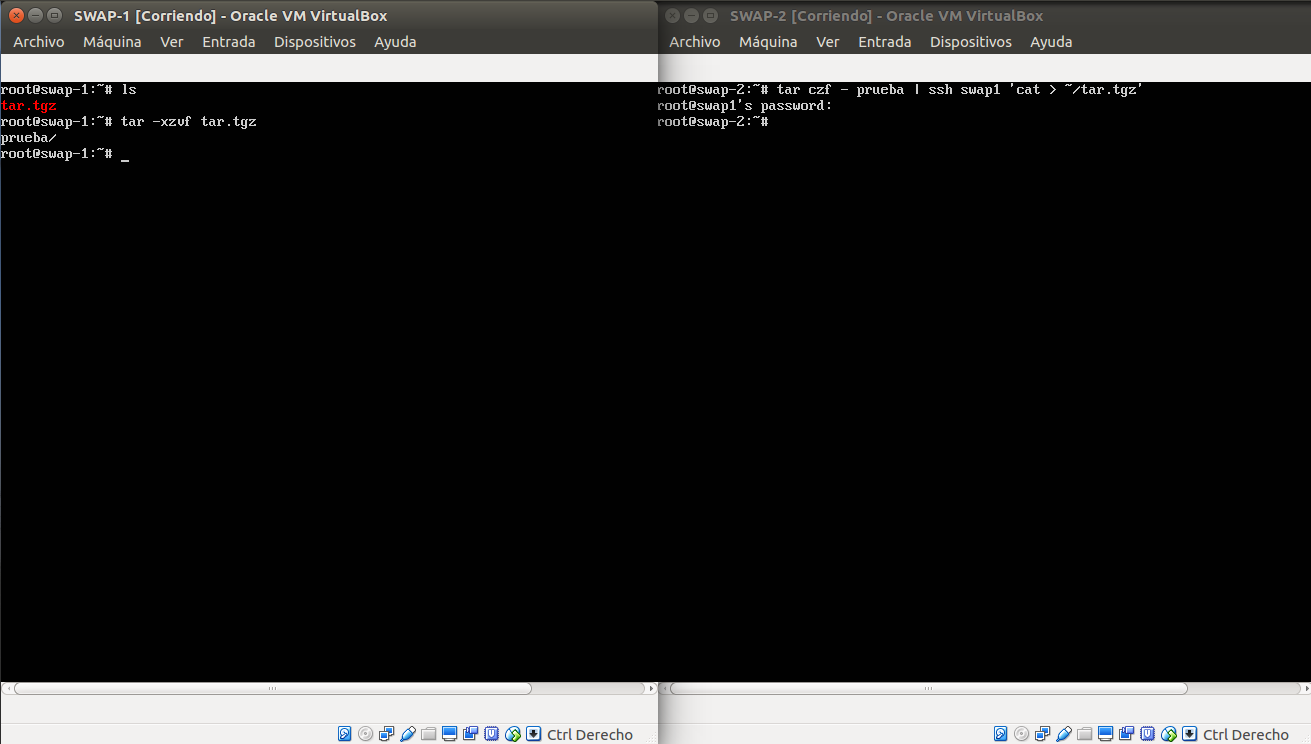 SWAP-1 [Corriendo] - Oracle VM VirtualBox
Archivo Máquina Ver Entrada Dispositivos Ayuda
root@swap-1:~# ls
tar.tgz
root@swap-1:~# tar -xzvf tar.tgz
prueba/
root@swap-1:~# _
Ctrl Derecho
SWAP-2 [Corriendo] - Oracle VM VirtualBox
Archivo Máquina Ver Entrada Dispositivos Ayuda
root@swap-2:~# tar czf - prueba | ssh swap1 'cat > ~/tar.tgz'
root@swap1's password:
root@swap-2:~#
Ctrl Derecho